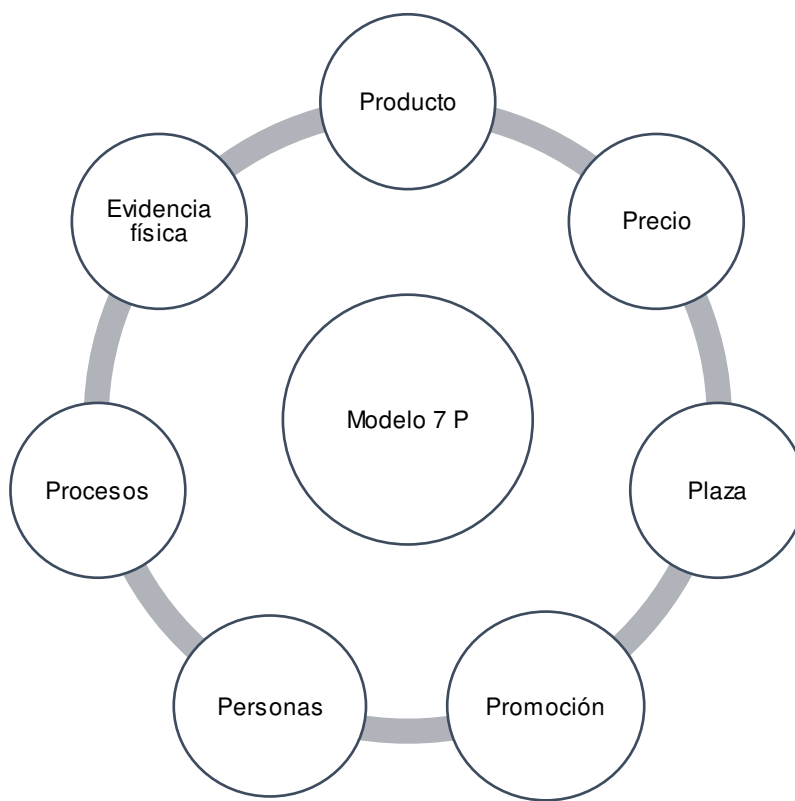 Producto
Precio
Plaza
Promoción
Personas
Procesos
Evidencia
física
Modelo 7 P